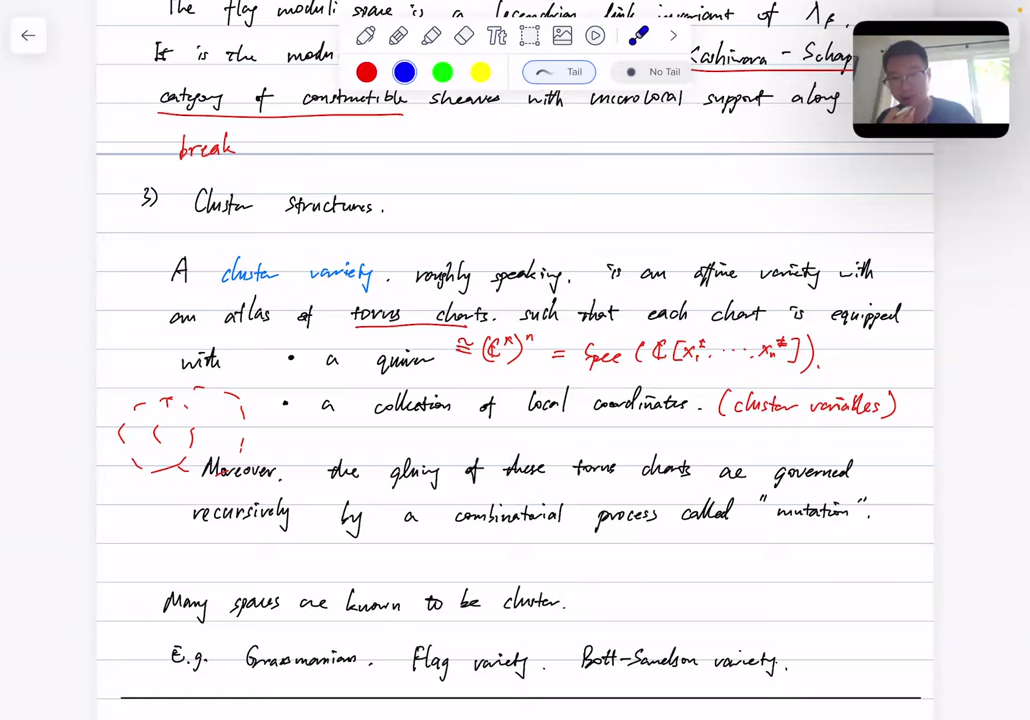 The flag moduli space is a Legendrian link invariant of Λβ.
It is the modu
Kashiwara - Schap
category of constructible sheaves with microlocal support along
break
3) Cluster structures.
A cluster variety, roughly speaking, is an affine variety with
an atlas of torus charts, such that each chart is equipped
with • a quiver ≅ (ℂ^×)^n = Spec (ℂ[x₁^±, ⋯, xₙ^±]).
• a collection of local coordinates. (cluster variables)
Moreover, the gluing of these torus charts are governed
recursively by a combinatorial process called "mutation".
Many spaces are known to be cluster.
E.g. Grassmannian. Flag variety. Bott-Samelson variety.
Tt
Tail
No Tail